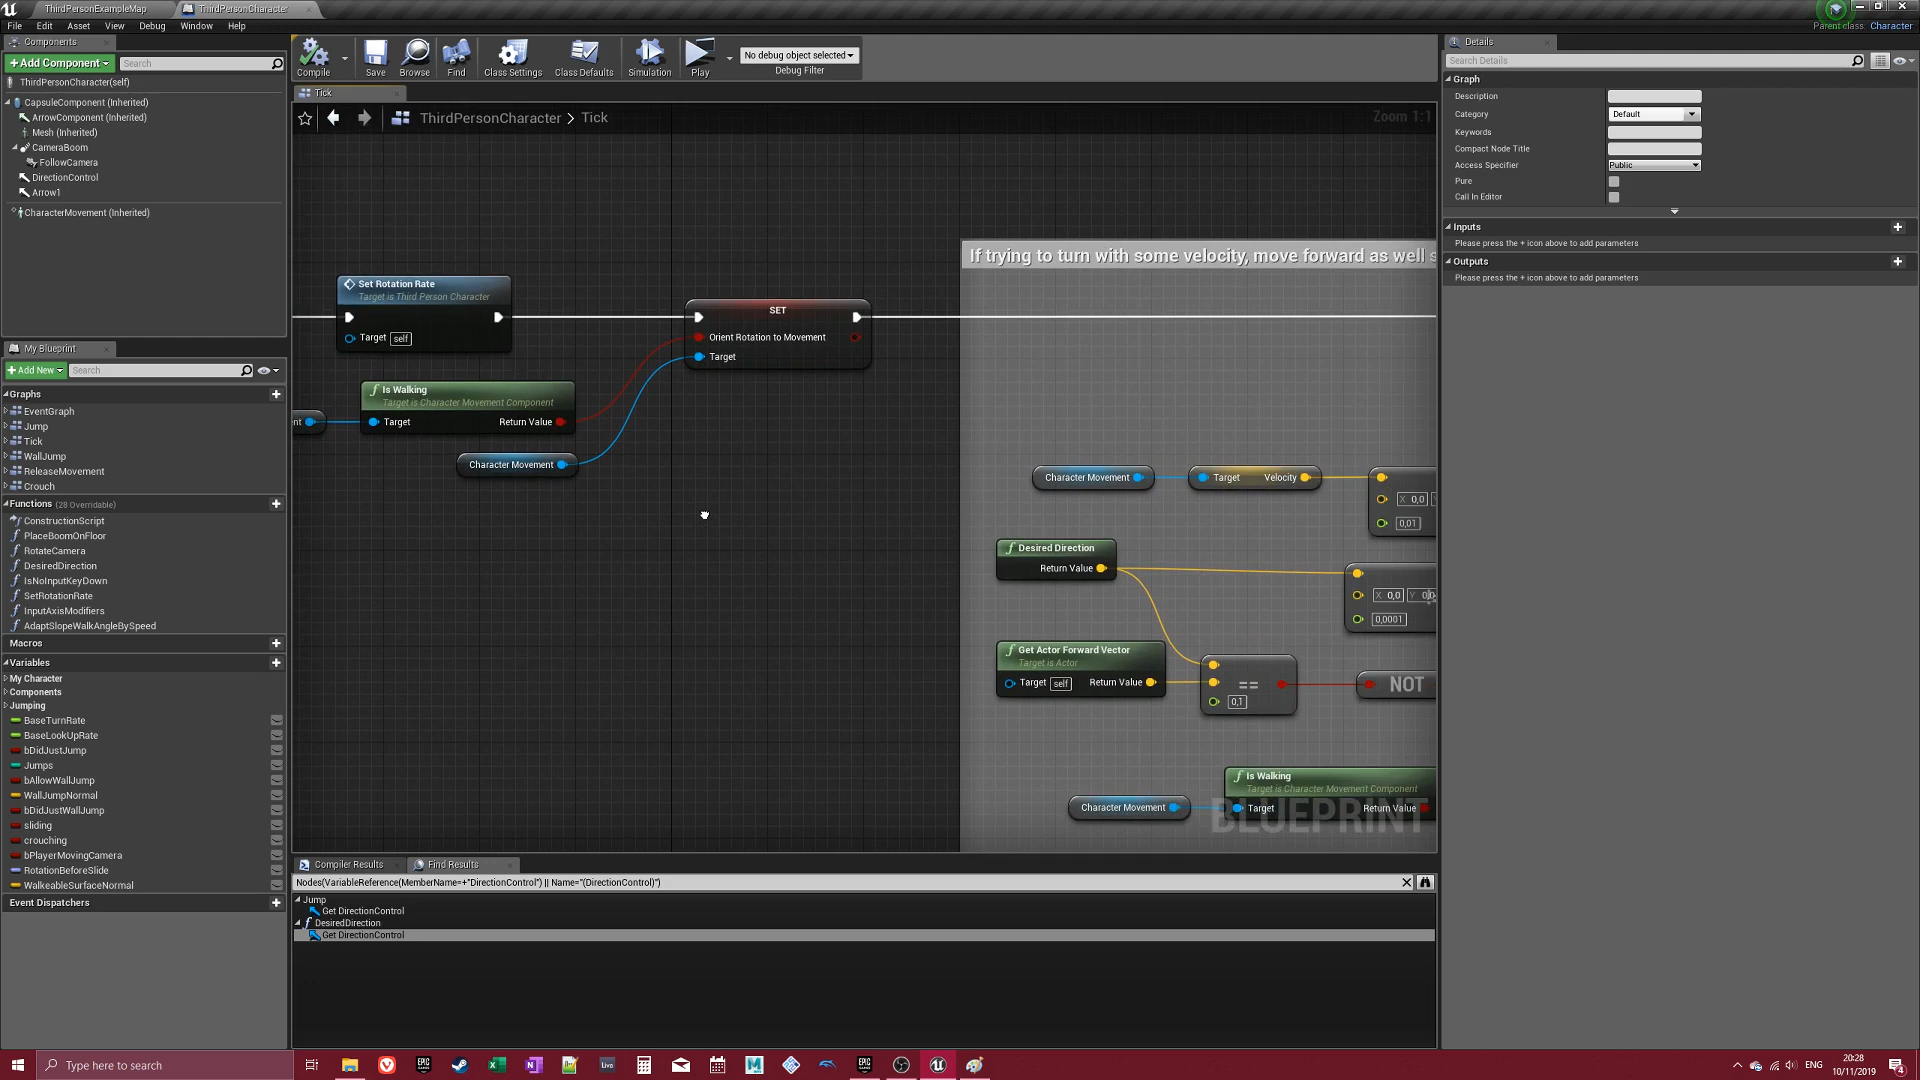 ThirdPersonExampleMap
ThirdPersonCharacter
File Edit Asset View Debug Window Help
Parent class: Character
Components
+Add Component
Search
ThirdPersonCharacter(self)
CapsuleComponent (Inherited)
ArrowComponent (Inherited)
Mesh (Inherited)
CameraBoom
FollowCamera
DirectionControl
Arrow1
CharacterMovement (Inherited)
My Blueprint
+Add New
Search
Graphs
EventGraph
Jump
Tick
WallJump
ReleaseMovement
Crouch
Functions (28 Overridable)
ConstructionScript
PlaceBoomOnFloor
RotateCamera
DesiredDirection
IsNoInputKeyDown
SetRotationRate
InputAxisModifiers
AdaptSlopeWalkAngleBySpeed
Macros
Variables
My Character
Components
Jumping
BaseTurnRate
BaseLookUpRate
bDidJustJump
Jumps
bAllowWallJump
WallJumpNormal
bDidJustWallJump
sliding
crouching
bPlayerMovingCamera
RotationBeforeSlide
WalkeableSurfaceNormal
Event Dispatchers
Compile
Save
Browse
Find
Class Settings
Class Defaults
Simulation
Play
No debug object selected
Debug Filter
Tick
ThirdPersonCharacter > Tick
Zoom 1:1
Set Rotation Rate
Target is Third Person Character
Target self
SET
Orient Rotation to Movement
Target
Is Walking
Target is Character Movement Component
Target Return Value
Character Movement
If trying to turn with some velocity, move forward as well
Character Movement
Target Velocity
X 0,0
0,01
Desired Direction
Return Value
X 0,0 Y
0,0001
Get Actor Forward Vector
Target is Actor
Target self Return Value
==
0,1
NOT
Is Walking
Target is Character Movement Component
Target Return Value
Character Movement
BLUEPRINT
Compiler Results
Find Results
Nodes(VariableReference(MemberName=+"DirectionControl") || Name="(DirectionControl)")
Jump
Get DirectionControl
DesiredDirection
Get DirectionControl
Details
Search Details
Graph
Description
Category Default
Keywords
Compact Node Title
Access Specifier Public
Pure
Call In Editor
Inputs
Please press the + icon above to add parameters
Outputs
Please press the + icon above to add parameters
Type here to search
ENG
20:28
10/11/2019